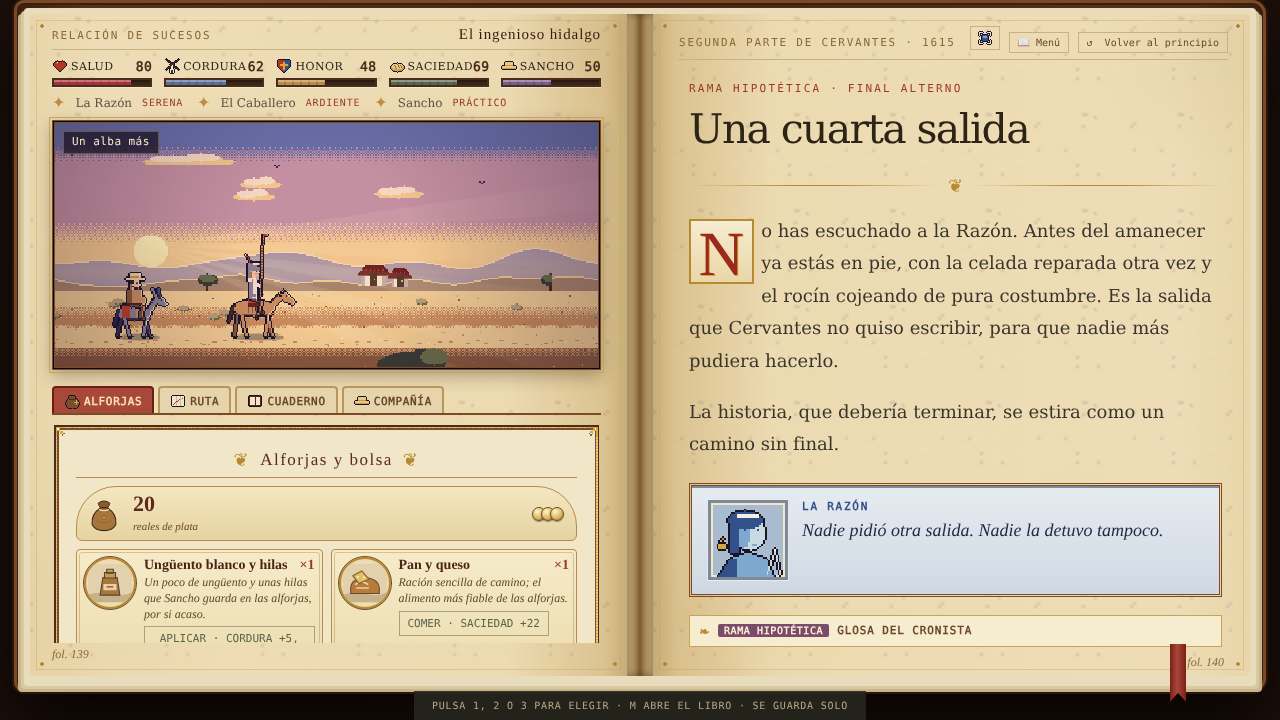 RELACIÓN DE SUCESOS
El ingenioso hidalgo
SALUD 80
CORDURA 62
HONOR 48
SACIEDAD 69
SANCHO 50
La Razón SERENA
El Caballero ARDIENTE
Sancho PRÁCTICO
Un alba más
ALFORJAS
RUTA
CUADERNO
COMPAÑÍA
Alforjas y bolsa
20
reales de plata
Ungüento blanco y hilas ×1
Un poco de ungüento y unas hilas
que Sancho guarda en las alforjas,
por si acaso.
APLICAR · CORDURA +5,
Pan y queso ×1
Ración sencilla de camino; el
alimento más fiable de las alforjas.
COMER · SACIEDAD +22
fol. 139
SEGUNDA PARTE DE CERVANTES · 1615
Menú
↺ Volver al principio
RAMA HIPOTÉTICA · FINAL ALTERNO
Una cuarta salida
No has escuchado a la Razón. Antes del amanecer
ya estás en pie, con la celada reparada otra vez y
el rocín cojeando de pura costumbre. Es la salida
que Cervantes no quiso escribir, para que nadie más
pudiera hacerlo.
La historia, que debería terminar, se estira como un
camino sin final.
LA RAZÓN
Nadie pidió otra salida. Nadie la detuvo tampoco.
RAMA HIPOTÉTICA GLOSA DEL CRONISTA
fol. 140
PULSA 1, 2 O 3 PARA ELEGIR · M ABRE EL LIBRO · SE GUARDA SOLO